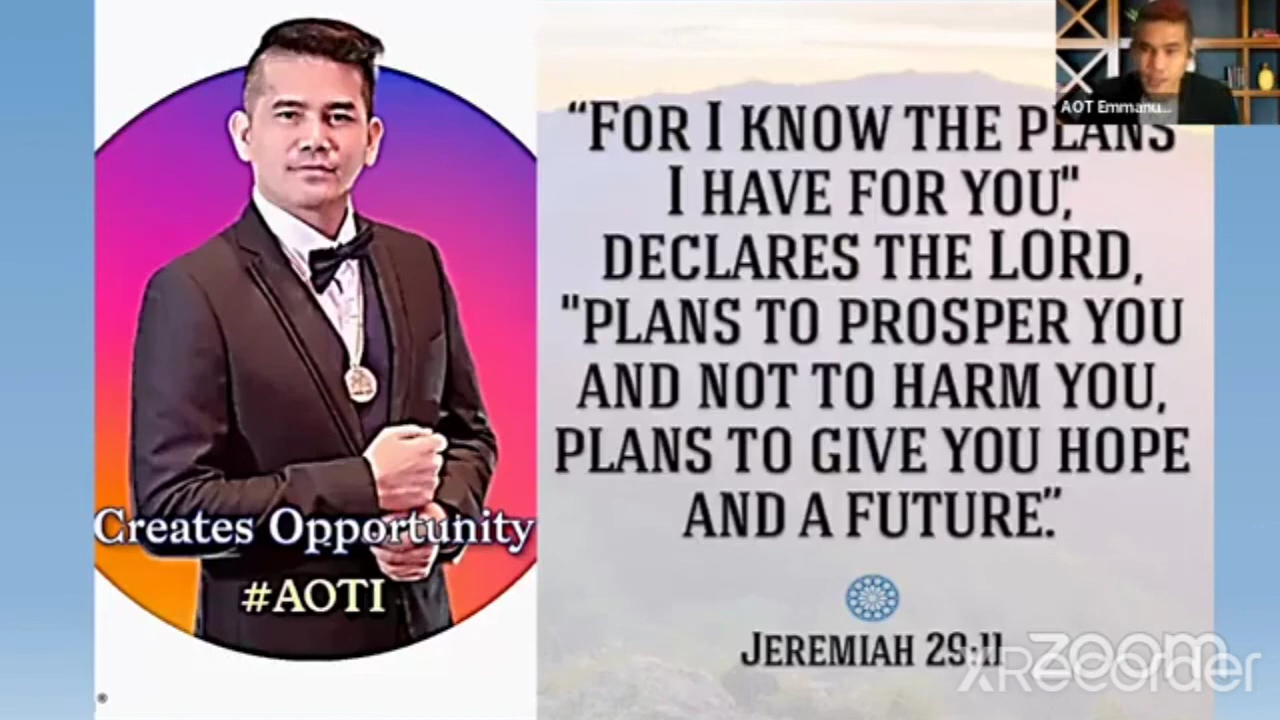 AOT Emmanu...
“FOR I KNOW THE PLANS
I HAVE FOR YOU",
DECLARES THE LORD,
"PLANS TO PROSPER YOU
AND NOT TO HARM YOU,
PLANS TO GIVE YOU HOPE
AND A FUTURE.”
JEREMIAH 29:11
Creates Opportunity
#AOTI
®
zoom
XRecorder